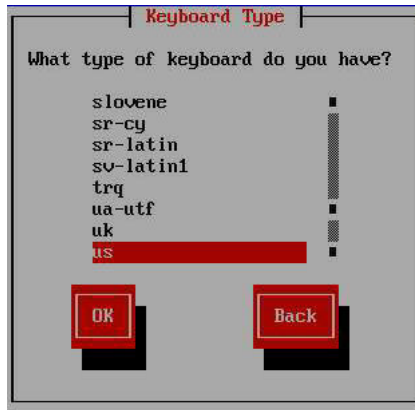 Keyboard Type
What type of keyboard do you have?
slovene
sr-cy
sr-latin
sv-latin1
trq
ua-utf
uk
us
OK
Back